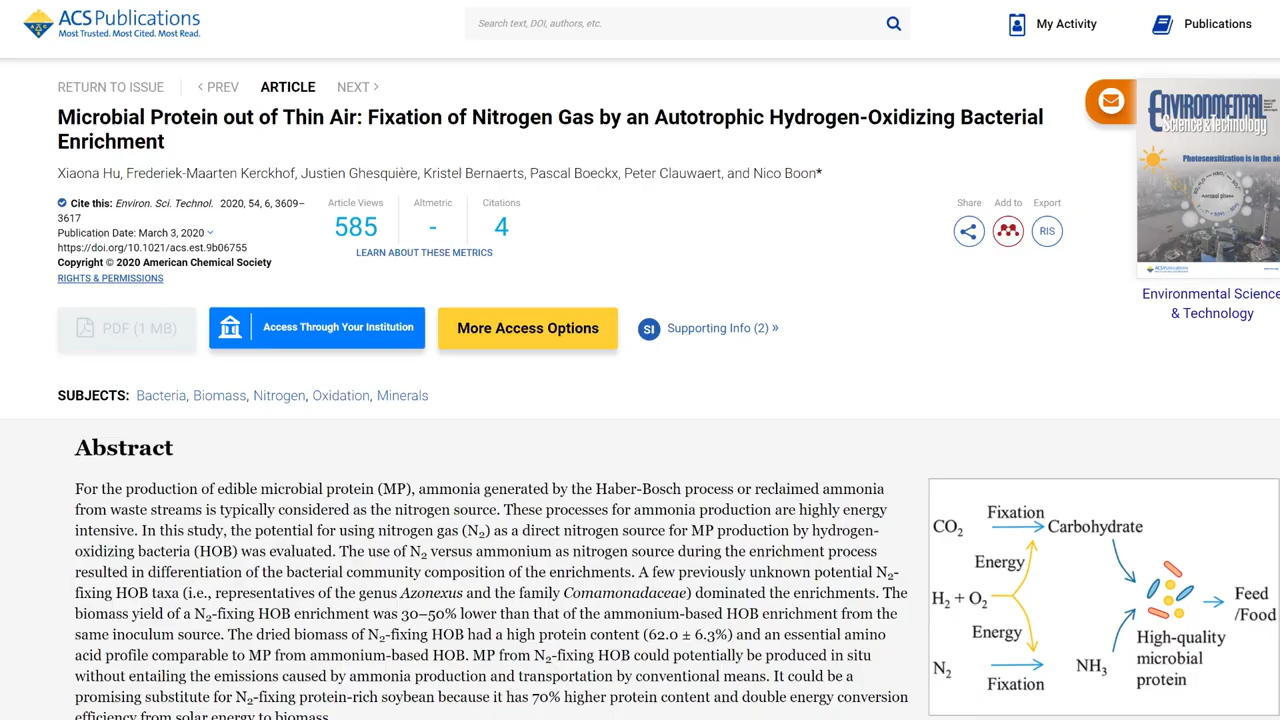 ACS Publications
Most Trusted. Most Cited. Most Read.
Search text, DOI, authors, etc.
My Activity
Publications
RETURN TO ISSUE
< PREV
ARTICLE
NEXT >
Microbial Protein out of Thin Air: Fixation of Nitrogen Gas by an Autotrophic Hydrogen-Oxidizing Bacterial
Enrichment
Xiaona Hu, Frederiek-Maarten Kerckhof, Justien Ghesquière, Kristel Bernaerts, Pascal Boeckx, Peter Clauwaert, and Nico Boon*
Cite this: Environ. Sci. Technol. 2020, 54, 6, 3609–
3617
Publication Date: March 3, 2020
https://doi.org/10.1021/acs.est.9b06755
Copyright © 2020 American Chemical Society
RIGHTS & PERMISSIONS
Article Views
585
Altmetric
-
Citations
4
LEARN ABOUT THESE METRICS
Share
Add to
Export
RIS
ENVIRONMENTAL
Science & Technology
Photosensitization is in the ai
Aerosol phase
ACS Publications
Environmental Science
& Technology
PDF (1 MB)
Access Through Your Institution
More Access Options
SI
Supporting Info (2) »
SUBJECTS: Bacteria, Biomass, Nitrogen, Oxidation, Minerals
Abstract
For the production of edible microbial protein (MP), ammonia generated by the Haber-Bosch process or reclaimed ammonia
from waste streams is typically considered as the nitrogen source. These processes for ammonia production are highly energy
intensive. In this study, the potential for using nitrogen gas (N₂) as a direct nitrogen source for MP production by hydrogen-
oxidizing bacteria (HOB) was evaluated. The use of N₂ versus ammonium as nitrogen source during the enrichment process
resulted in differentiation of the bacterial community composition of the enrichments. A few previously unknown potential N₂-
fixing HOB taxa (i.e., representatives of the genus Azonexus and the family Comamonadaceae) dominated the enrichments. The
biomass yield of a N₂-fixing HOB enrichment was 30–50% lower than that of the ammonium-based HOB enrichment from the
same inoculum source. The dried biomass of N₂-fixing HOB had a high protein content (62.0 ± 6.3%) and an essential amino
acid profile comparable to MP from ammonium-based HOB. MP from N₂-fixing HOB could potentially be produced in situ
without entailing the emissions caused by ammonia production and transportation by conventional means. It could be a
promising substitute for N₂-fixing protein-rich soybean because it has 70% higher protein content and double energy conversion
efficiency from solar energy to biomass.
CO₂
Fixation
Carbohydrate
Energy
H₂ + O₂
Energy
N₂
Fixation
NH₃
High-quality
microbial
protein
Feed
/Food